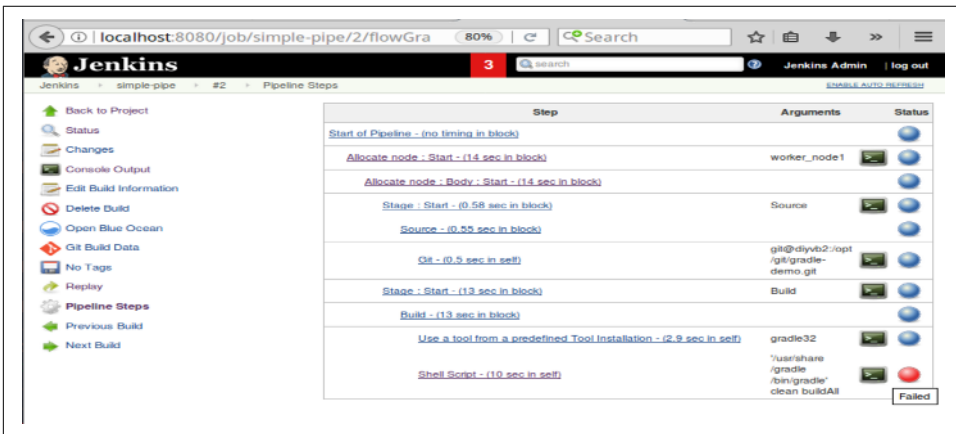 localhost:8080/job/simple-pipe/2/flowGra
80%
Search
Jenkins
3
search
Jenkins Admin
| log out
Jenkins
simple-pipe
#2
Pipeline Steps
ENABLE AUTO REFRESH
Back to Project
Status
Changes
Console Output
Edit Build Information
Delete Build
Open Blue Ocean
Git Build Data
No Tags
Replay
Pipeline Steps
Previous Build
Next Build
Step
Arguments
Status
Start of Pipeline - (no timing in block)
Allocate node : Start - (14 sec in block)
worker_node1
Allocate node : Body : Start - (14 sec in block)
Stage : Start - (0.58 sec in block)
Source
Source - (0.55 sec in block)
Git - (0.5 sec in self)
git@diyvb2:/opt
/git/gradle-
demo.git
Stage : Start - (13 sec in block)
Build
Build - (13 sec in block)
Use a tool from a predefined Tool Installation - (2.9 sec in self)
gradle32
Shell Script - (10 sec in self)
'/usr/share
/gradle
/bin/gradle'
clean buildAll
Failed